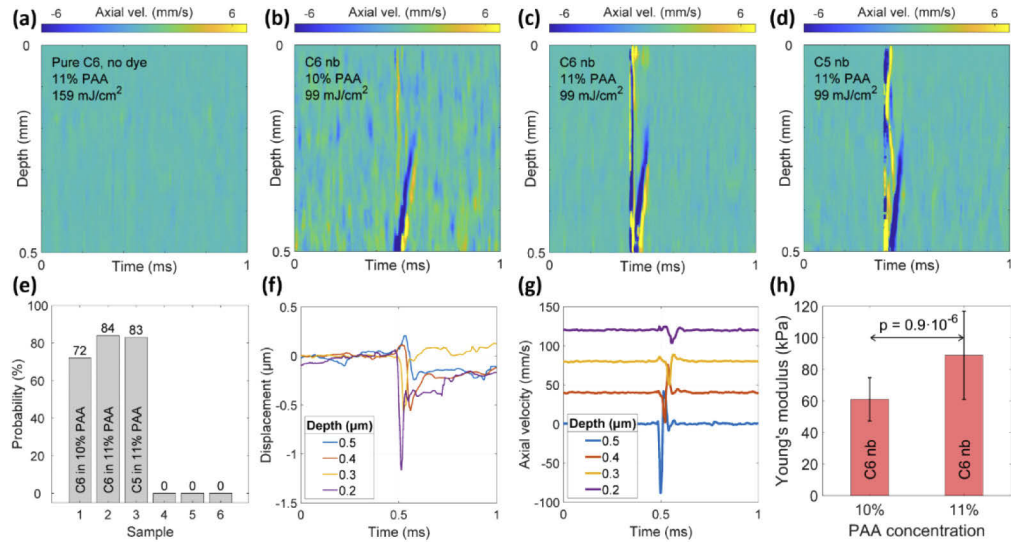 (a)
Axial vel. (mm/s)
-6
6
Pure C6, no dye
11% PAA
159 mJ/cm²
0
Depth (mm)
0.5
0
Time (ms)
1
(b)
Axial vel. (mm/s)
-6
6
C6 nb
10% PAA
99 mJ/cm²
0
Depth (mm)
0.5
0
Time (ms)
1
(c)
Axial vel. (mm/s)
-6
6
C6 nb
11% PAA
99 mJ/cm²
0
Depth (mm)
0.5
0
Time (ms)
1
(d)
Axial vel. (mm/s)
-6
6
C5 nb
11% PAA
99 mJ/cm²
0
Depth (mm)
0.5
0
Time (ms)
1
(e)
100
80
60
40
20
0
Probability (%)
72
84
83
0
0
0
C6 in 10% PAA
C6 in 11% PAA
C5 in 11% PAA
1
2
3
4
5
6
Sample
(f)
0.5
0
-0.5
-1
-1.5
Displacement (µm)
Depth (µm)
0.5
0.4
0.3
0.2
0
0.5
1
Time (ms)
(g)
150
100
50
0
-50
-100
Axial velocity (mm/s)
Depth (µm)
0.5
0.4
0.3
0.2
0
0.5
1
Time (ms)
(h)
120
100
80
60
40
20
0
Young's modulus (kPa)
p = 0.9·10⁻⁶
C6 nb
C6 nb
10%
11%
PAA concentration